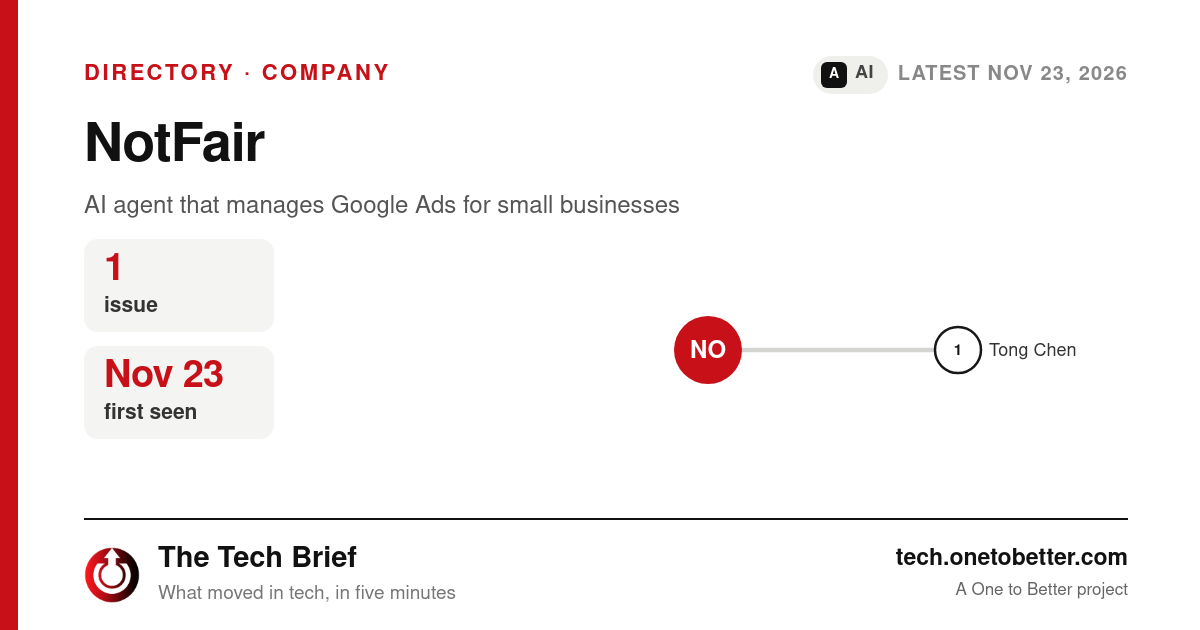 DIRECTORY · COMPANY
A AI LATEST NOV 23, 2026
NotFair
AI agent that manages Google Ads for small businesses
1
issue
Nov 23
first seen
NO
1 Tong Chen
The Tech Brief
What moved in tech, in five minutes
tech.onetobetter.com
A One to Better project